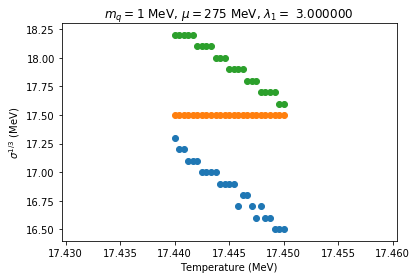 $m_q = 1$ MeV, $\mu = 275$ MeV, $\lambda_1 =$ 3.000000
18.25
18.00
17.75
17.50
17.25
17.00
16.75
16.50
σ^{1/3} (MeV)
17.430 17.435 17.440 17.445 17.450 17.455 17.460
Temperature (MeV)